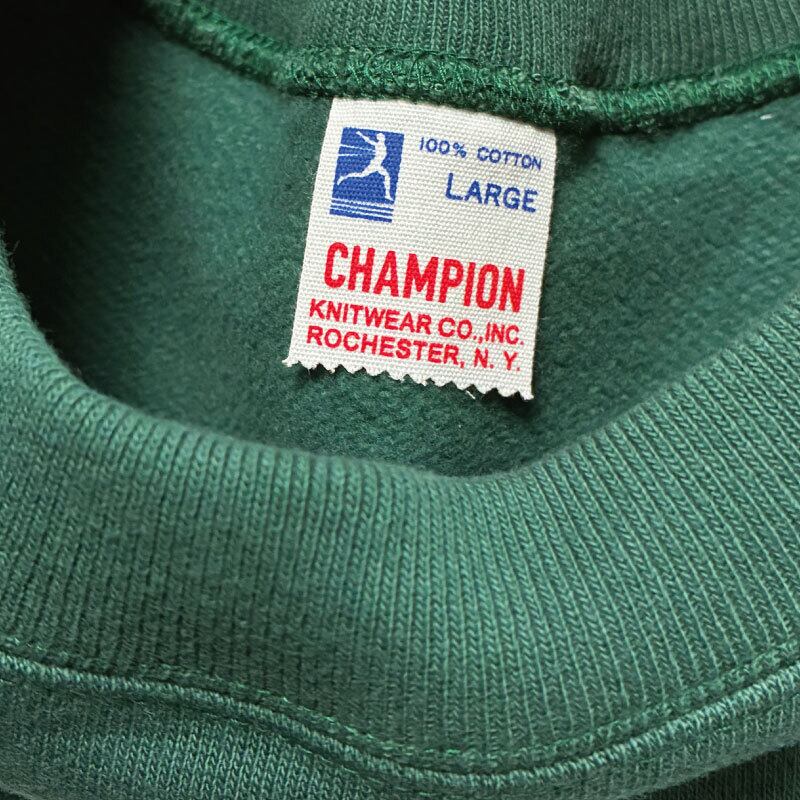 100% COTTON
LARGE
CHAMPION
KNITWEAR CO.,INC.
ROCHESTER, N. Y.